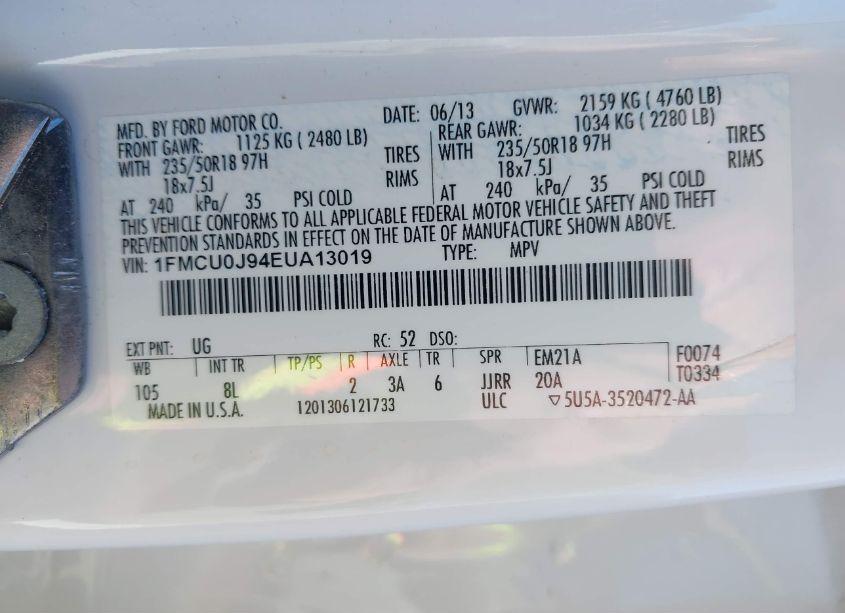 MFD. BY FORD MOTOR CO. DATE: 06/13 GVWR: 2159 KG ( 4760 LB)
FRONT GAWR: 1125 KG ( 2480 LB) REAR GAWR: 1034 KG ( 2280 LB)
WITH 235/50R18 97H TIRES WITH 235/50R18 97H TIRES
18x7.5J RIMS 18x7.5J RIMS
AT 240 kPa/ 35 PSI COLD AT 240 kPa/ 35 PSI COLD
THIS VEHICLE CONFORMS TO ALL APPLICABLE FEDERAL MOTOR VEHICLE SAFETY AND THEFT
PREVENTION STANDARDS IN EFFECT ON THE DATE OF MANUFACTURE SHOWN ABOVE.
VIN: 1FMCU0J94EUA13019 TYPE: MPV
EXT PNT: UG RC: 52 DSO:
WB INT TR TP/PS R AXLE TR SPR EM21A F0074
105 8L 2 3A 6 JJRR 20A T0334
MADE IN U.S.A. 1201306121733 ULC ▽5U5A-3520472-AA